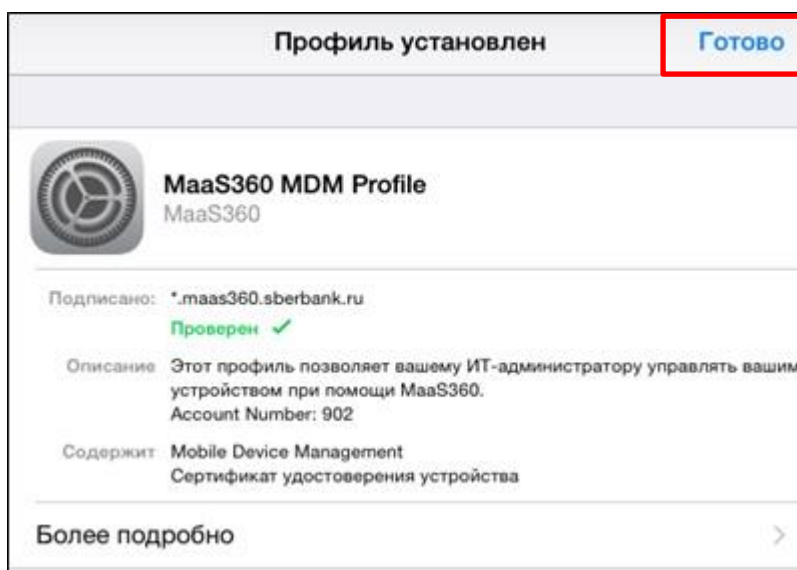 Профиль установлен
Готово
MaaS360 MDM Profile
MaaS360
Подписано: *.maas360.sberbank.ru
Проверен
Описание Этот профиль позволяет вашему ИТ-администратору управлять вашим
устройством при помощи MaaS360.
Account Number: 902
Содержит Mobile Device Management
Сертификат удостоверения устройства
Более подробно